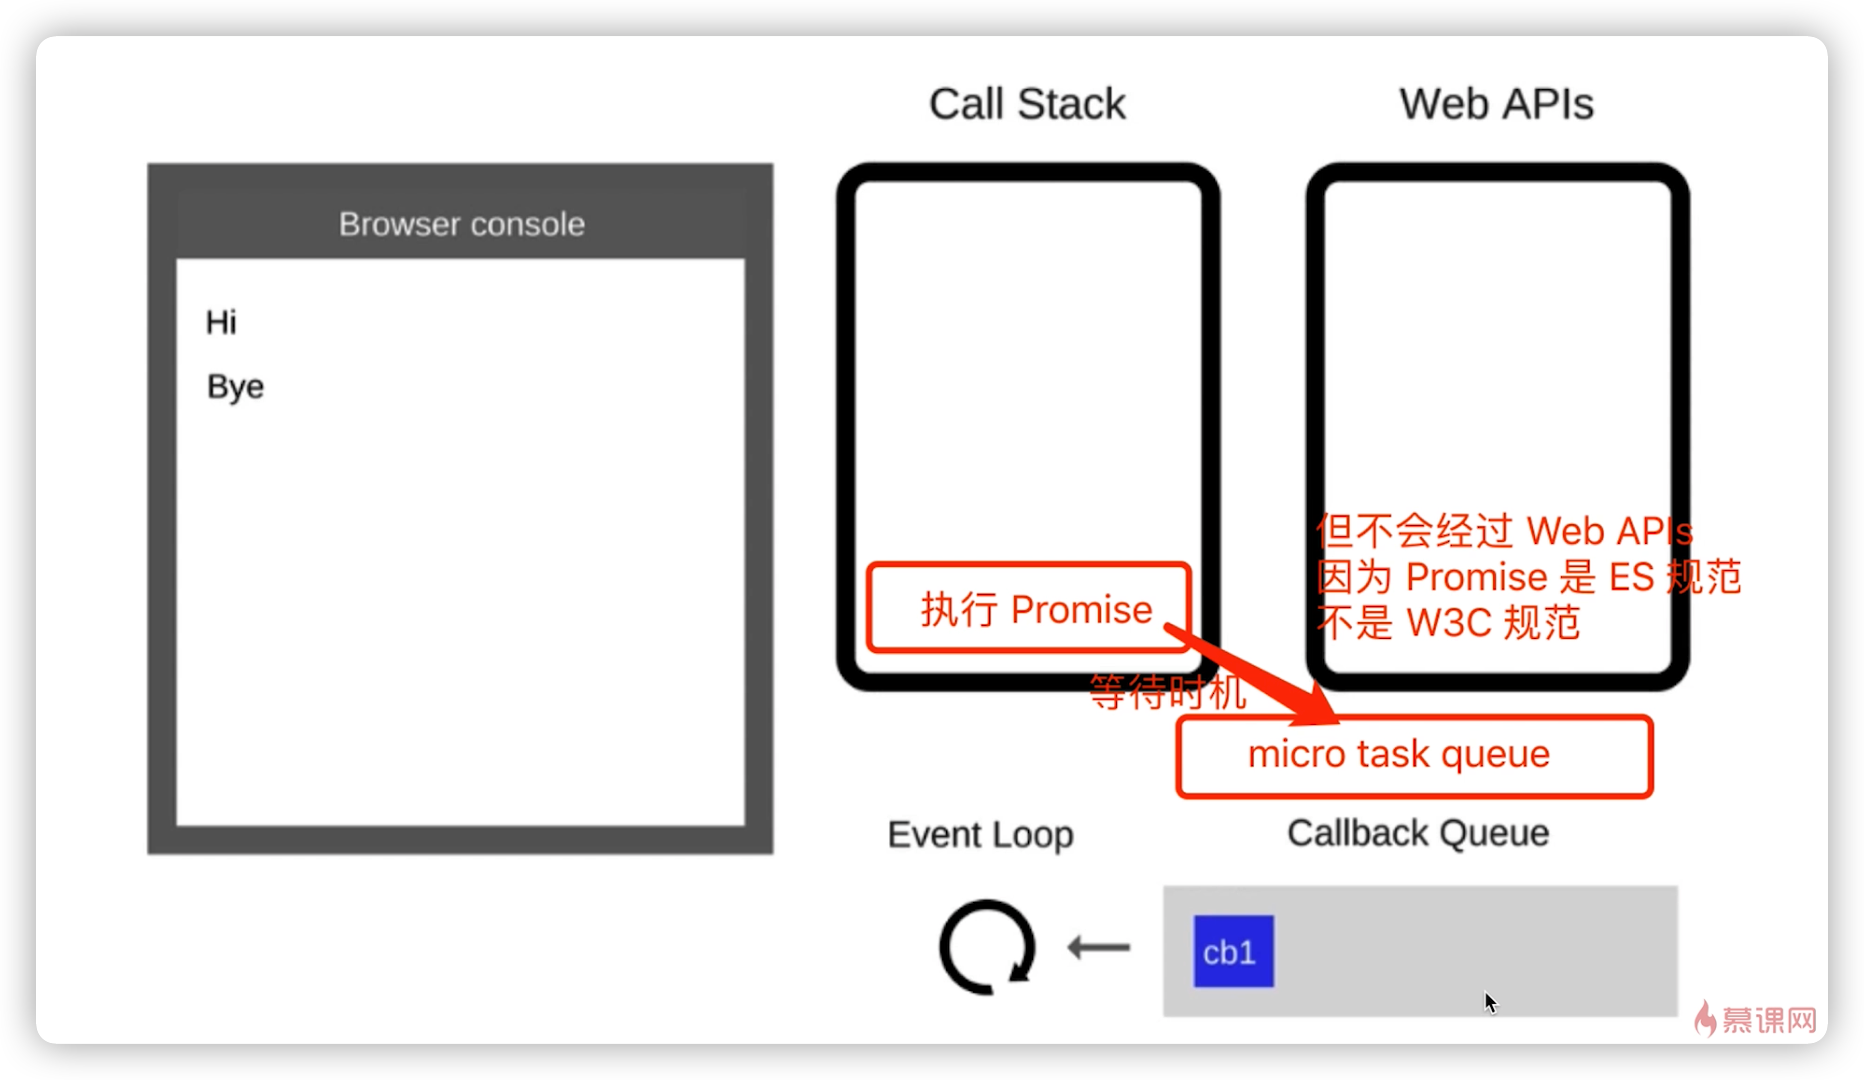 Call Stack
Web APIs
Browser console
Hi
Bye
但不会经过 Web APIs
因为 Promise 是 ES 规范
不是 W3C 规范
执行 Promise
等待时机
micro task queue
Event Loop
Callback Queue
cb1
慕课网